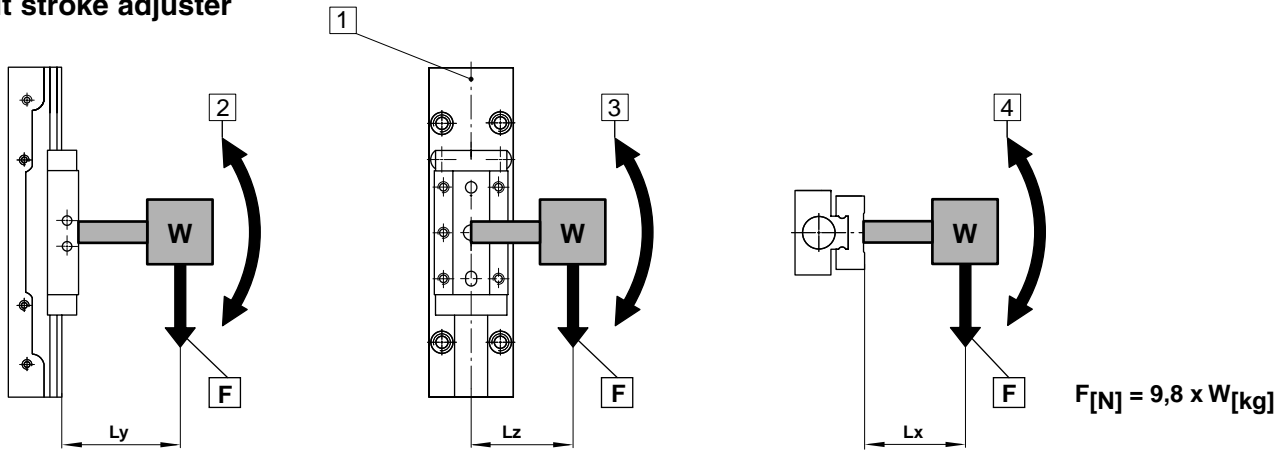 t stroke adjuster
1
2
3
4
W
W
W
F
F
F
F[N] = 9,8 x W[kg]
Ly
Lz
Lx